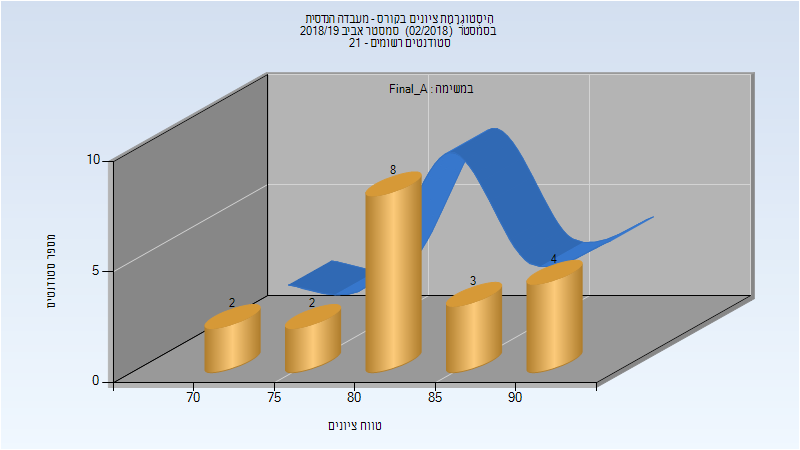 היסטוגרמת ציונים בקורס - מעבדה הנדסית
בסמסטר (02/2018) סמסטר אביב 2018/19
סטודנטים רשומים - 21
במשימה : Final_A
מספר סטודנטים
10
5
0
2
2
8
3
4
70
75
80
85
90
טווח ציונים